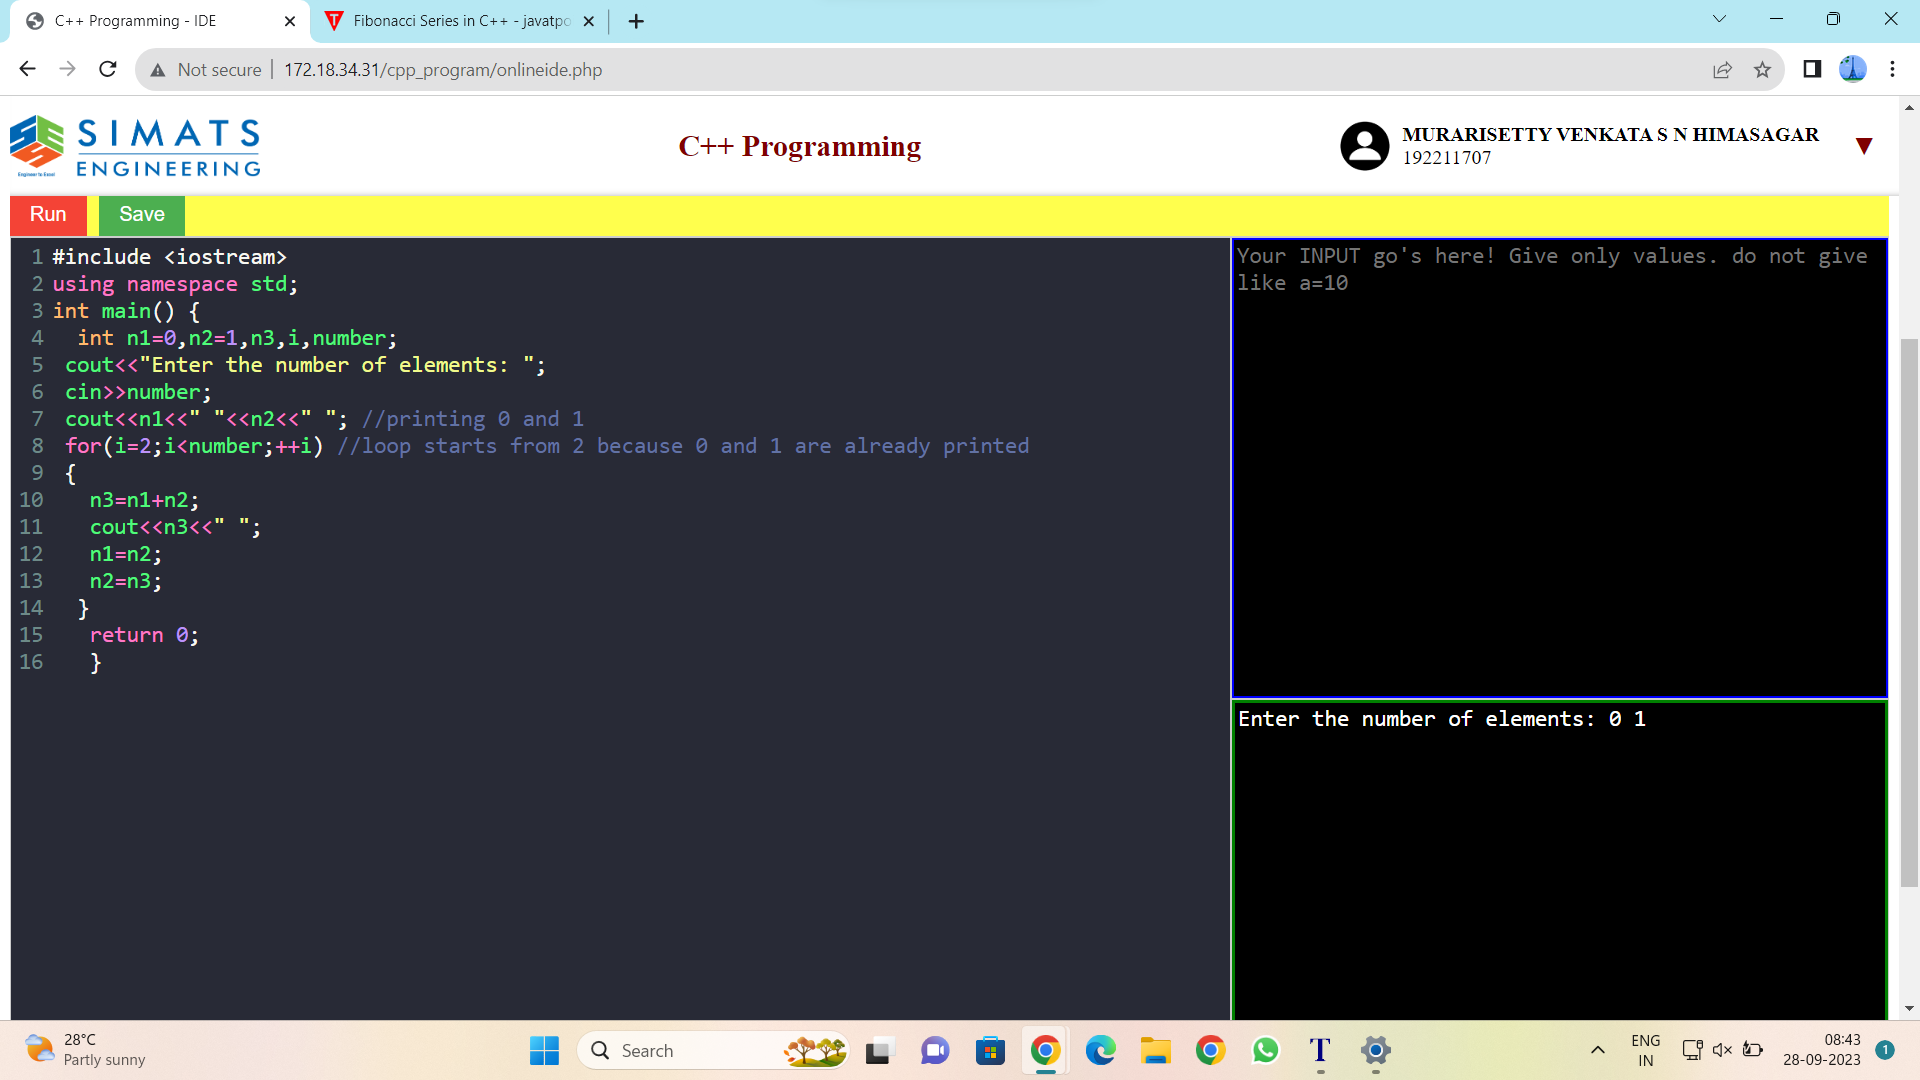 C++ Programming - IDE
Fibonacci Series in C++ - javatpo
Not secure
172.18.34.31/cpp_program/onlineide.php
SIMATS
ENGINEERING
Engineer to Excel
C++ Programming
MURARISETTY VENKATA S N HIMASAGAR
192211707
Run
Save
1 #include <iostream>
2 using namespace std;
3 int main() {
4   int n1=0,n2=1,n3,i,number;
5  cout<<"Enter the number of elements: ";
6  cin>>number;
7  cout<<n1<<" "<<n2<<" "; //printing 0 and 1
8  for(i=2;i<number;++i) //loop starts from 2 because 0 and 1 are already printed
9  {
10    n3=n1+n2;
11    cout<<n3<<" ";
12    n1=n2;
13    n2=n3;
14   }
15    return 0;
16    }
Your INPUT go's here! Give only values. do not give
like a=10
Enter the number of elements: 0 1
28°C
Partly sunny
Search
T
ENG
IN
08:43
28-09-2023
1